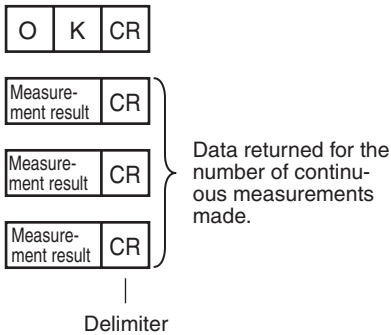 O K CR
Measure-
ment result CR
Measure-
ment result CR
Measure-
ment result CR
Data returned for the
number of continu-
ous measurements
made.
Delimiter